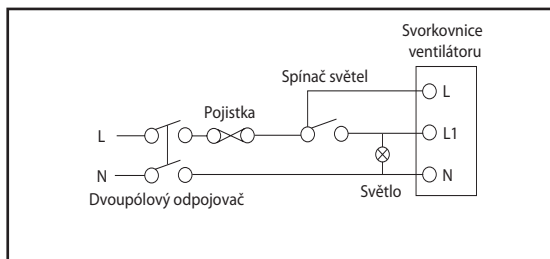 Svorkovnice
ventilátoru
Spínač světel
L
Pojistka
L
L1
N
N
Dvoupólový odpojovač
Světlo